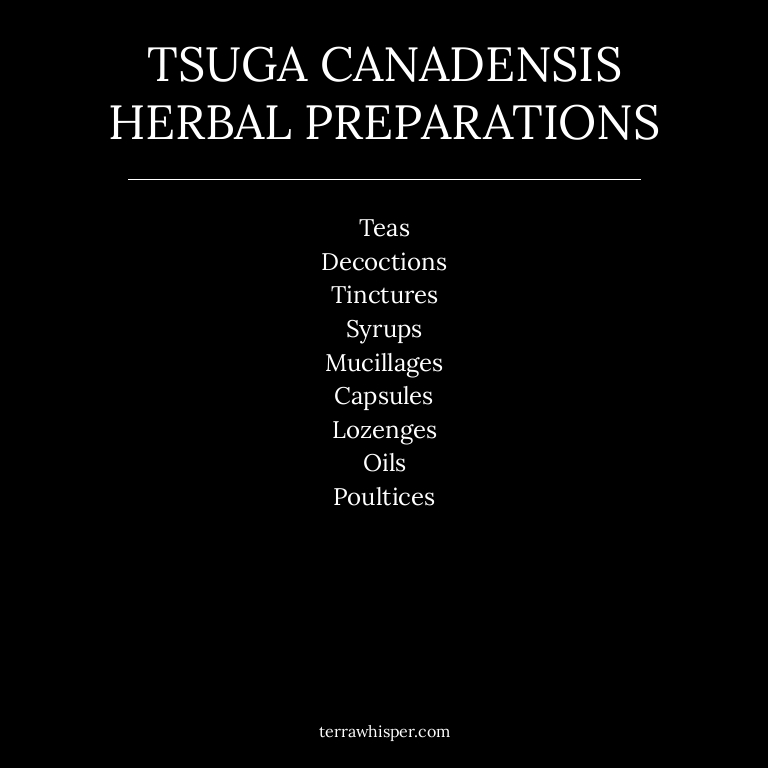 TSUGA CANADENSIS
HERBAL PREPARATIONS
Teas
Decoctions
Tinctures
Syrups
Mucillages
Capsules
Lozenges
Oils
Poultices
terrawhisper.com